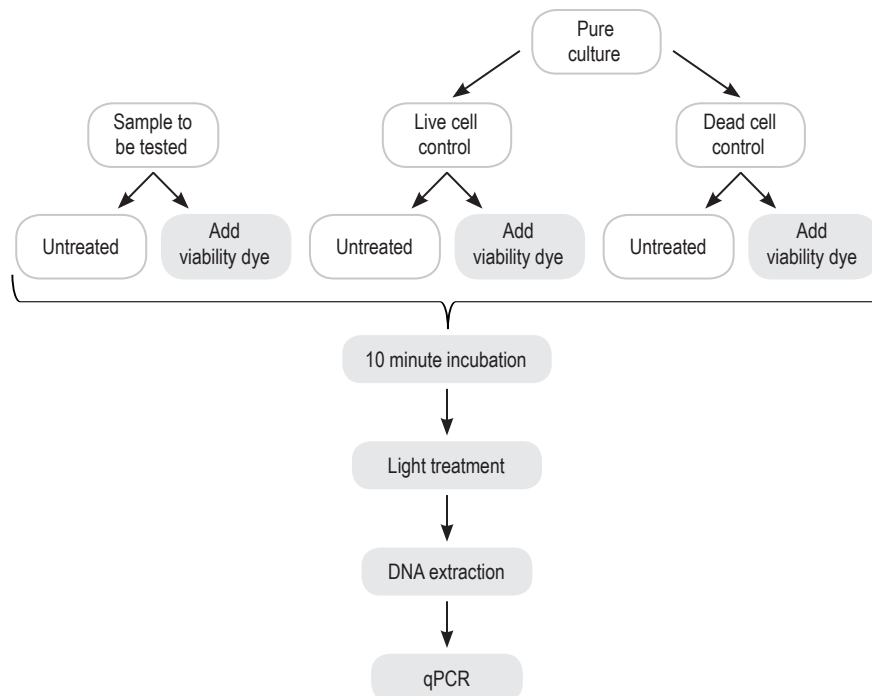 Pure
culture
Sample to
be tested
Live cell
control
Dead cell
control
Untreated
Add
viability dye
Untreated
Add
viability dye
Untreated
Add
viability dye
10 minute incubation
Light treatment
DNA extraction
qPCR